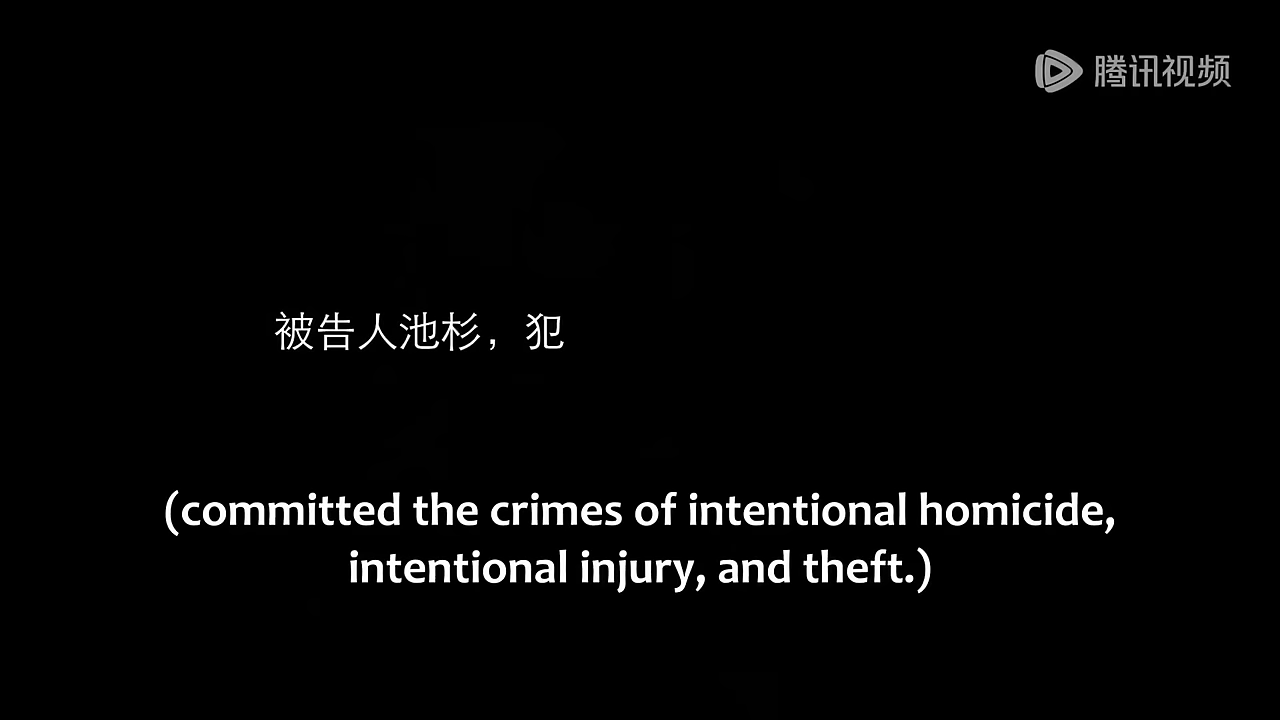 腾讯视频
被告人池杉，犯
(committed the crimes of intentional homicide,
intentional injury, and theft.)